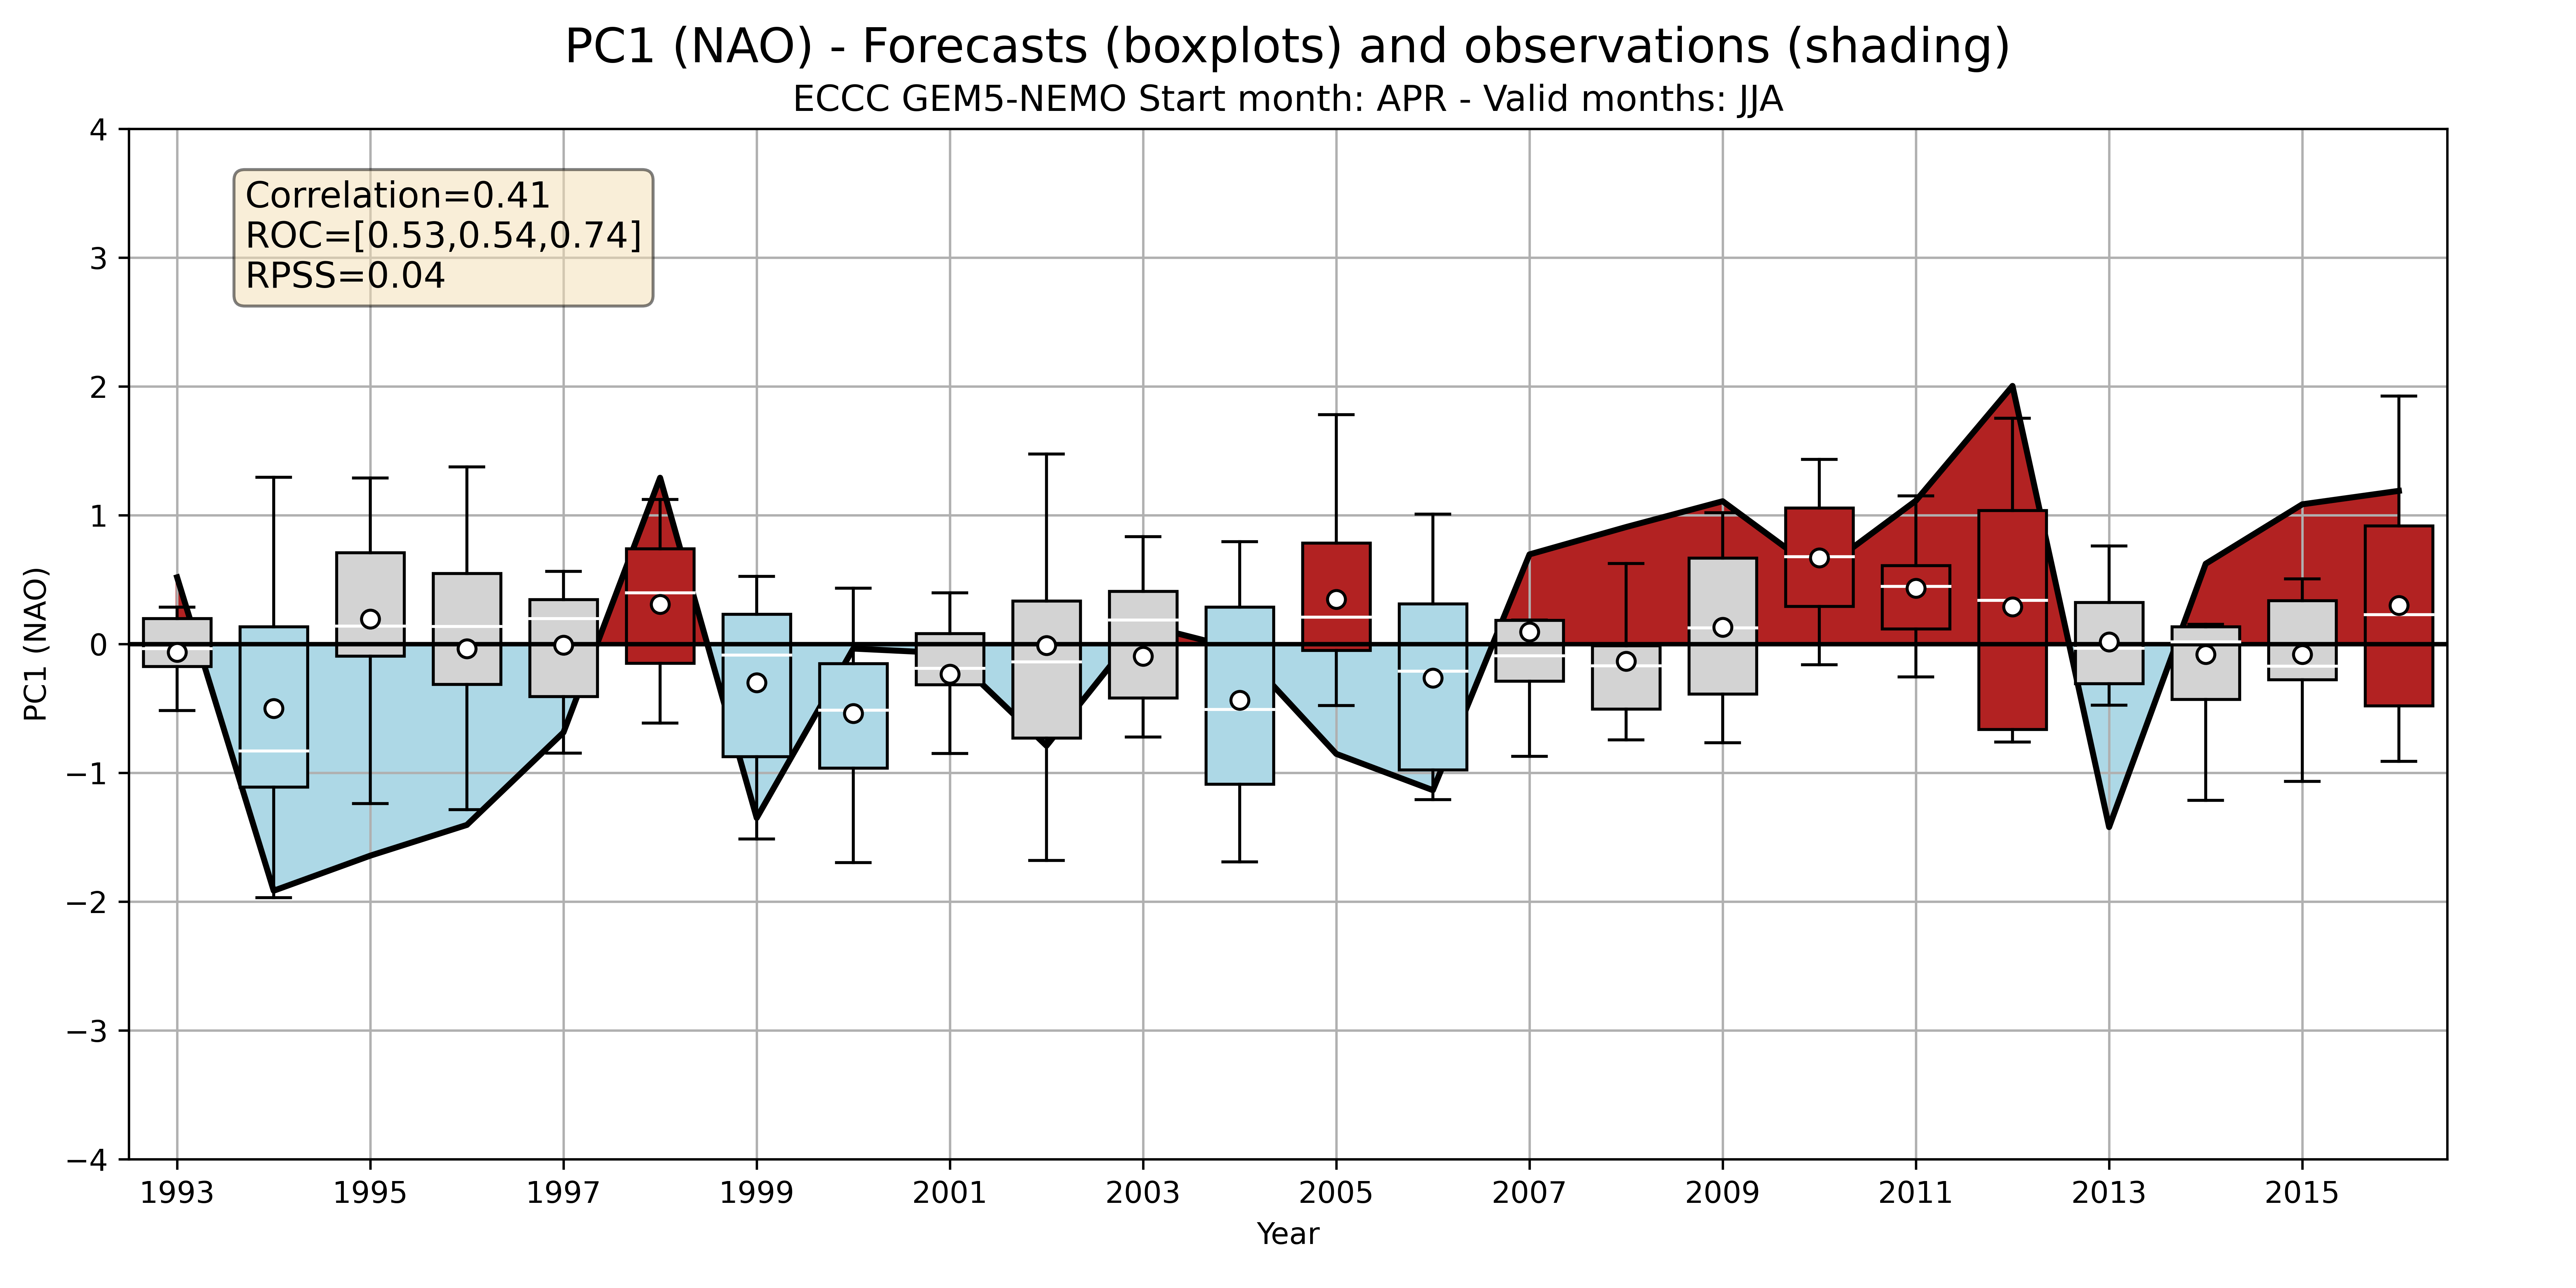 PC1 (NAO) - Forecasts (boxplots) and observations (shading)
ECCC GEM5-NEMO Start month: APR - Valid months: JJA
Correlation=0.41
ROC=[0.53,0.54,0.74]
RPSS=0.04
PC1 (NAO)
4
3
2
1
0
−1
−2
−3
−4
1993 1995 1997 1999 2001 2003 2005 2007 2009 2011 2013 2015
Year